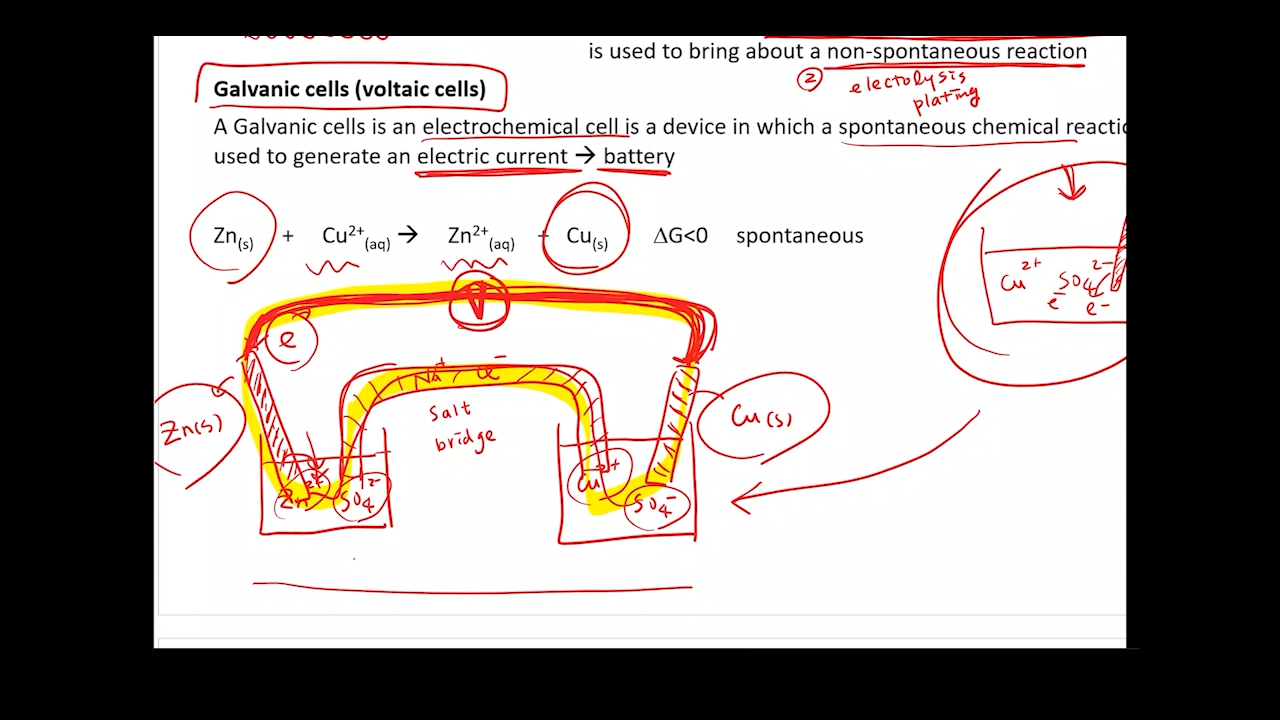 is used to bring about a non-spontaneous reaction
② electolysis
plating
Galvanic cells (voltaic cells)
A Galvanic cells is an electrochemical cell is a device in which a spontaneous chemical reactio
used to generate an electric current → battery
Zn(s) + Cu²⁺(aq) → Zn²⁺(aq) + Cu(s) ΔG<0 spontaneous
Cu²⁺ SO₄²⁻
e⁻ e⁻
e
V
Na⁺, Cl⁻
Salt
bridge
Zn(s)
Cu(s)
Zn²⁺ SO₄²⁻
Cu²⁺ SO₄⁻